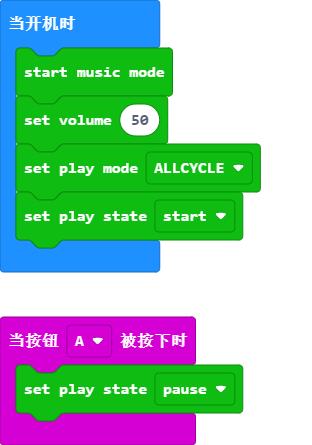 当开机时
start music mode
set volume 50
set play mode ALLCYCLE
set play state start
当按钮 A 被按下时
set play state pause